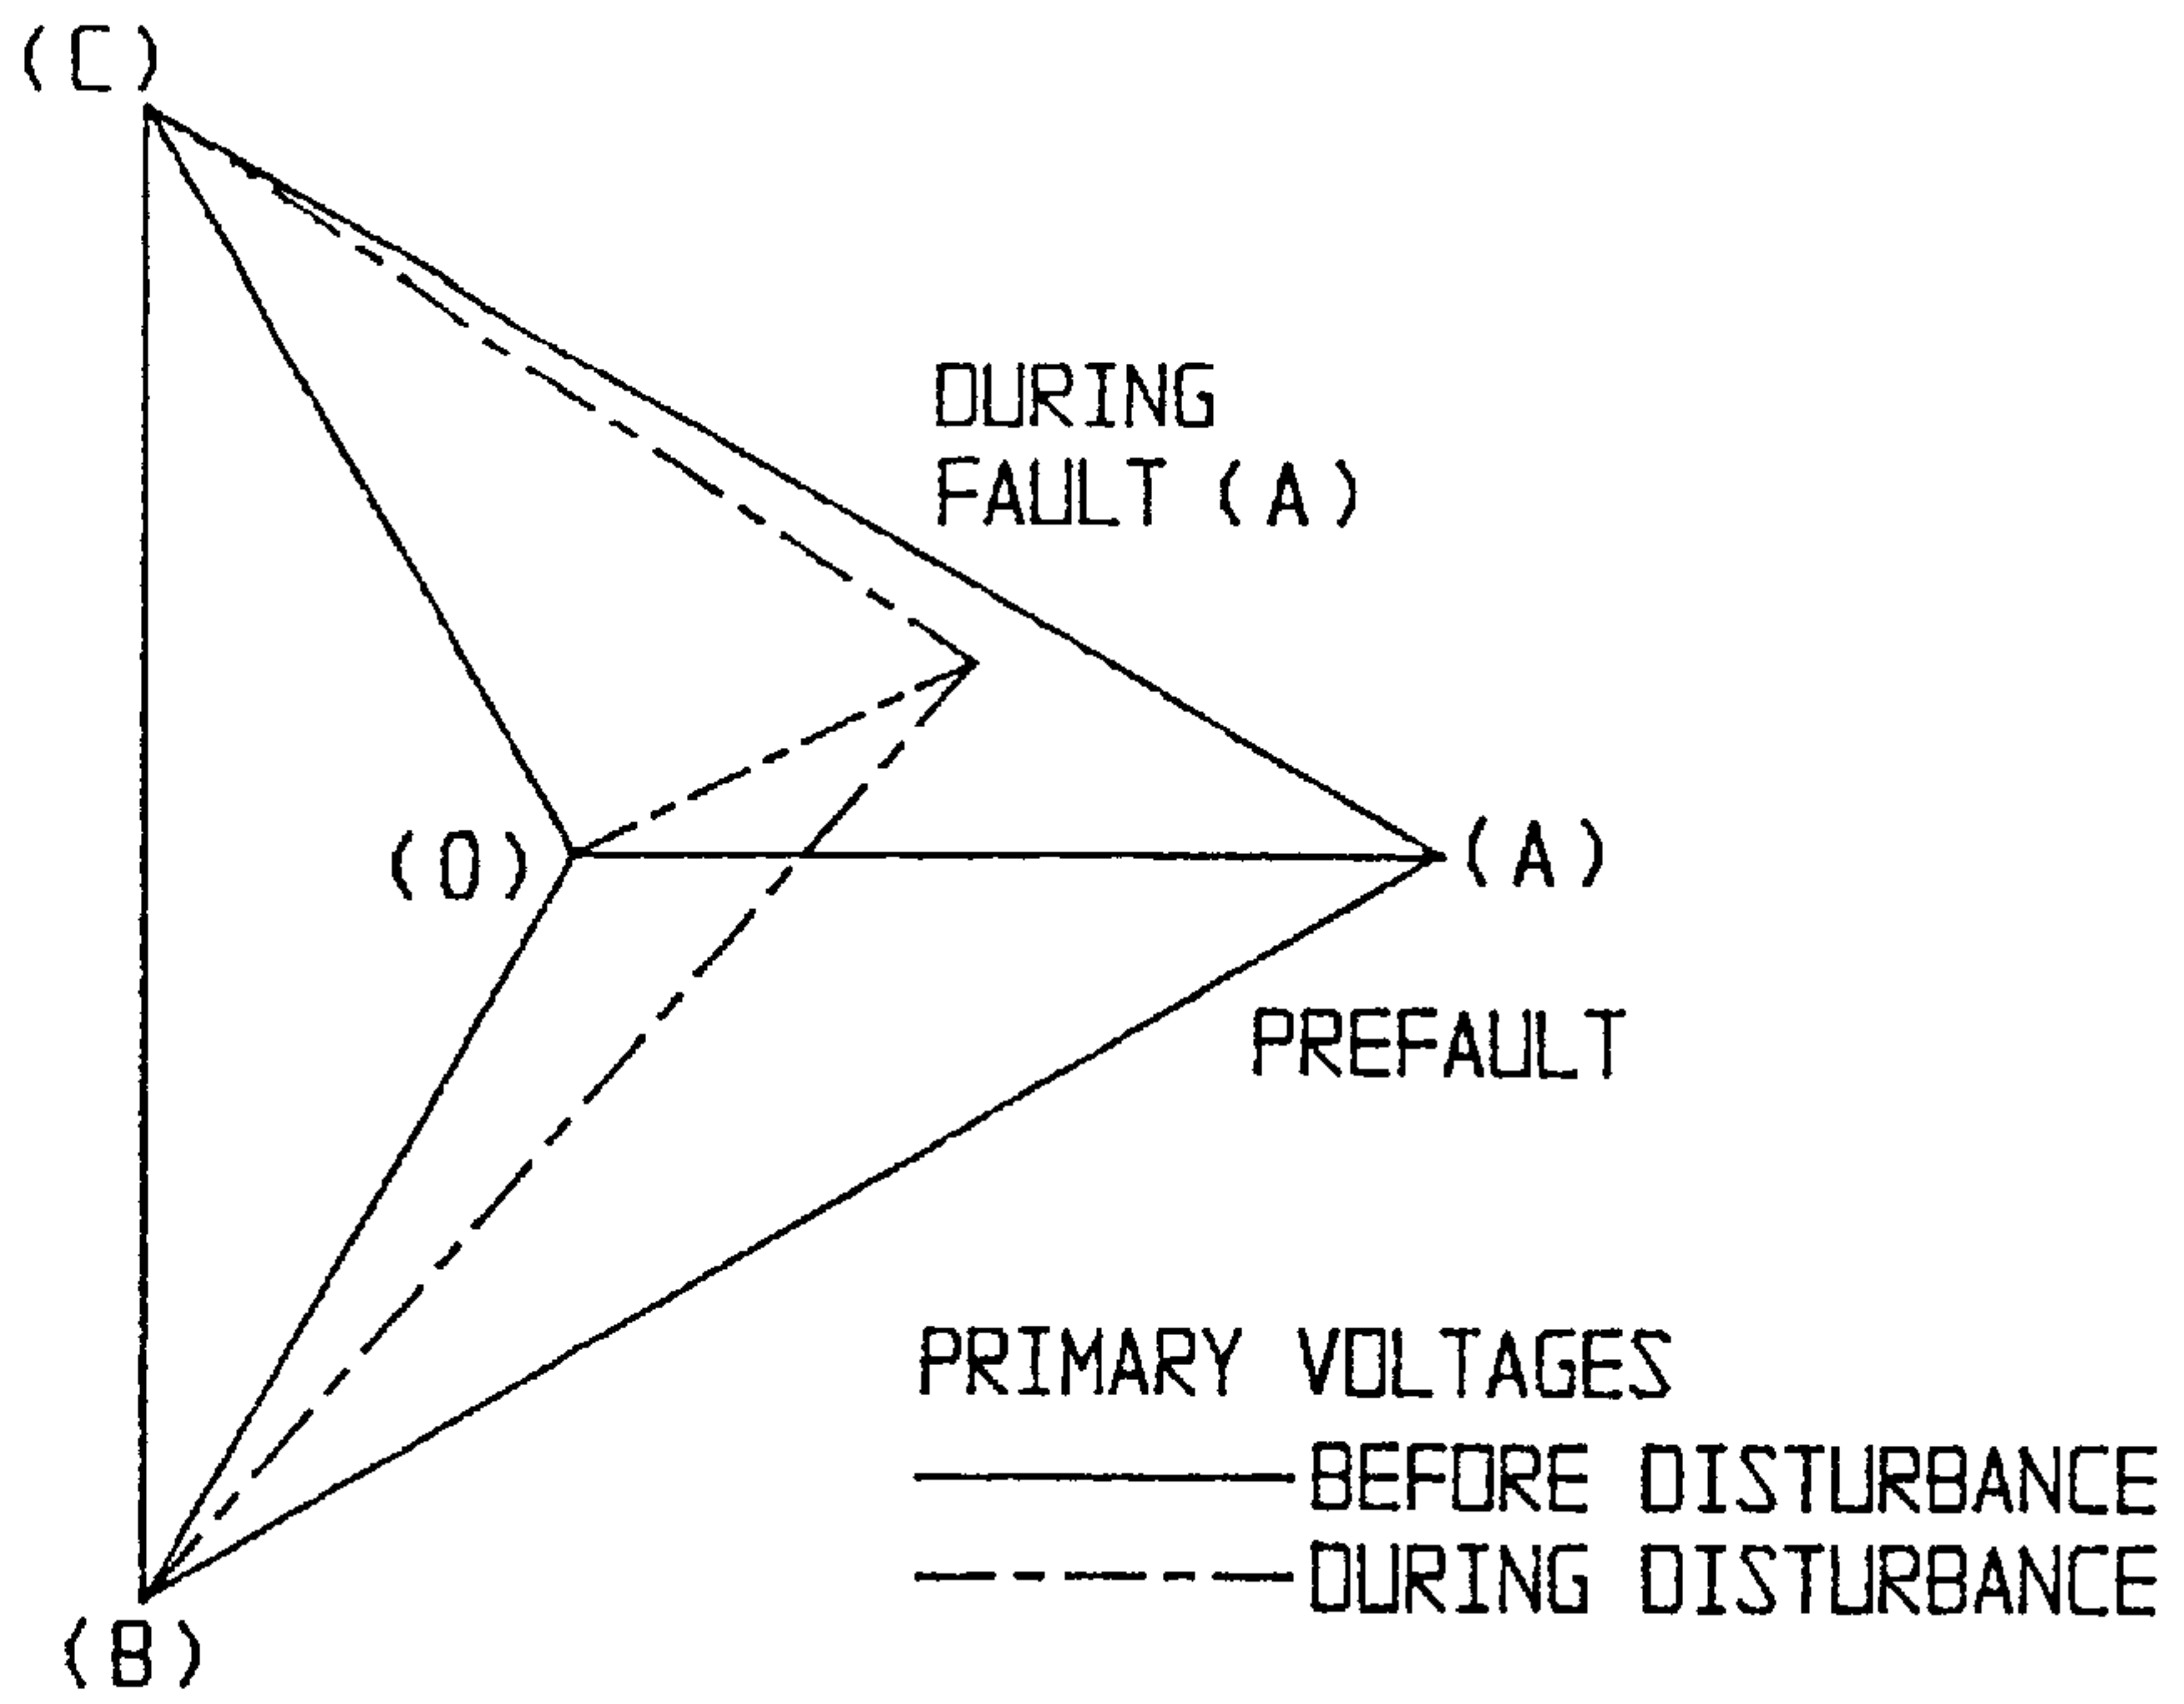 (C)
DURING
FAULT (A)
(O)
(A)
PREFAULT
PRIMARY VOLTAGES
BEFORE DISTURBANCE
DURING DISTURBANCE
(B)